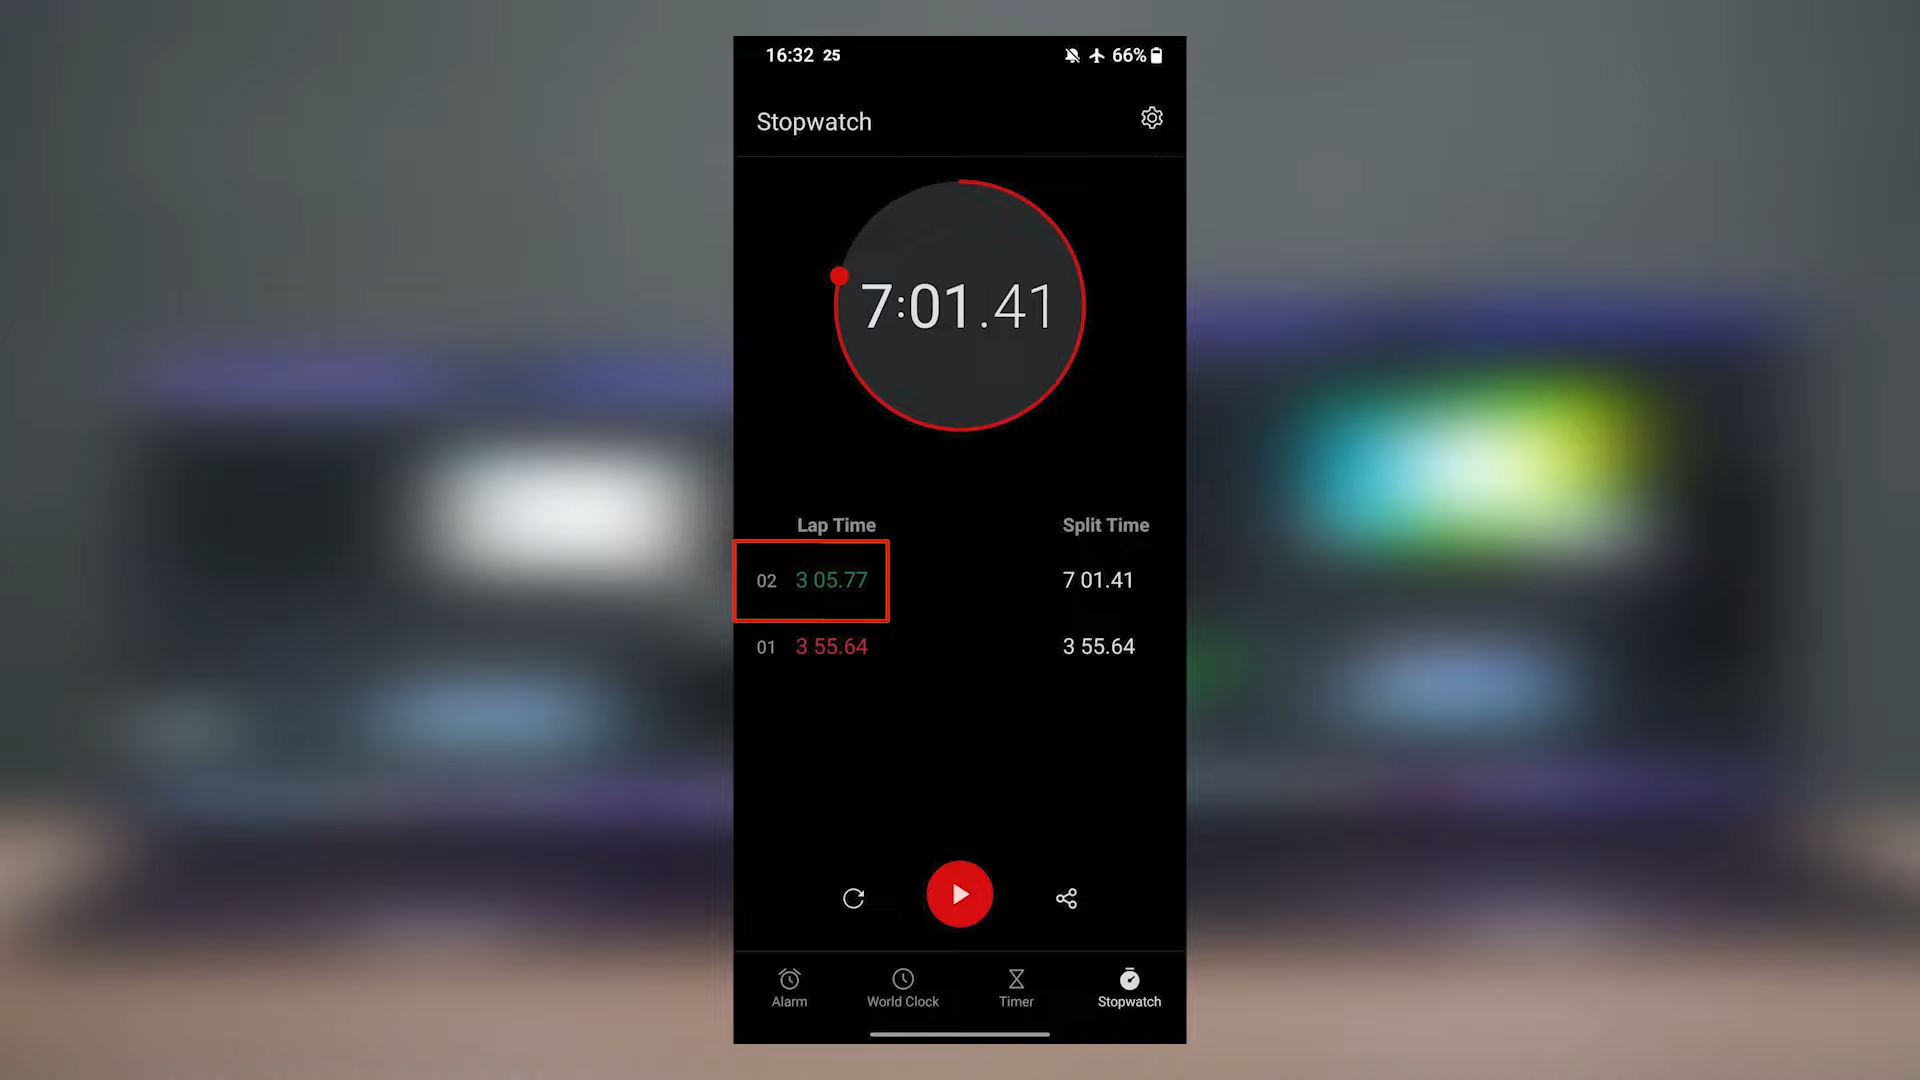 16:32 25 66%
Stopwatch
7:01.41
Lap Time Split Time
02 3 05.77 7 01.41
01 3 55.64 3 55.64
Alarm World Clock Timer Stopwatch